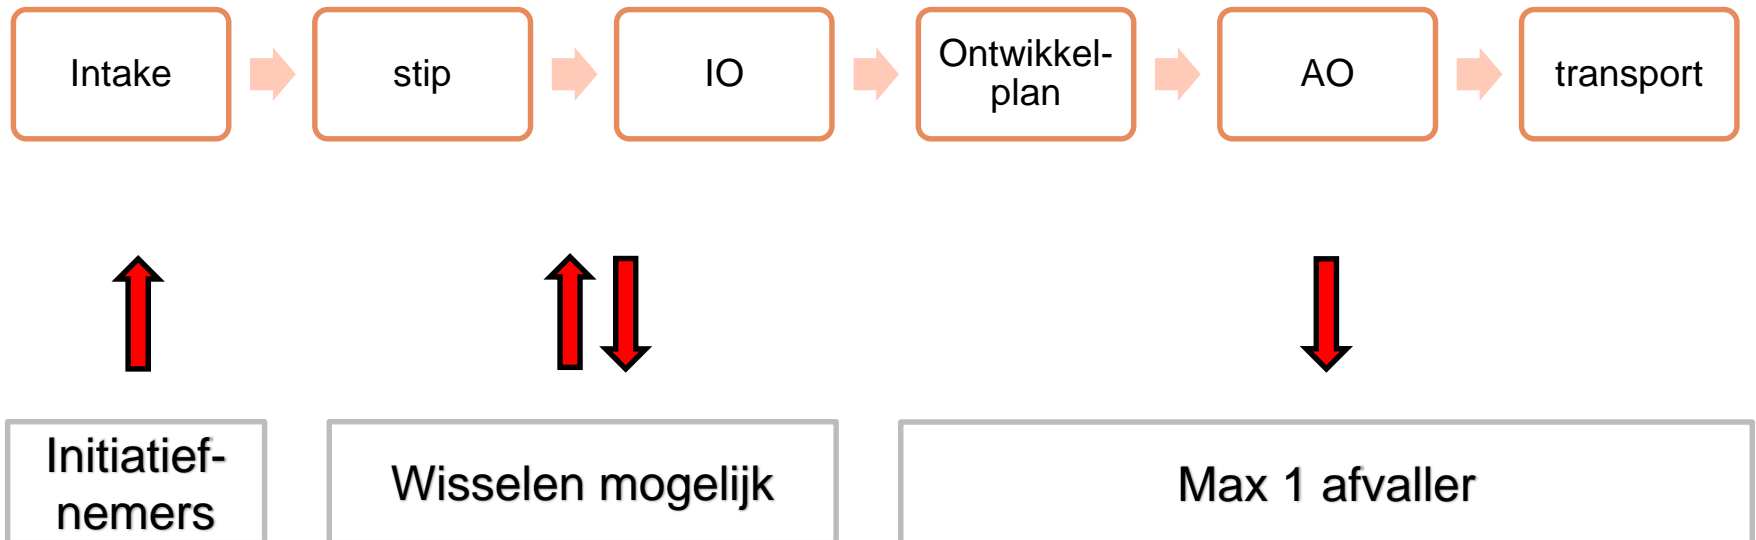 Intake
stip
IO
Ontwikkel-
plan
AO
transport
Initiatief-
nemers
Wisselen mogelijk
Max 1 afvaller